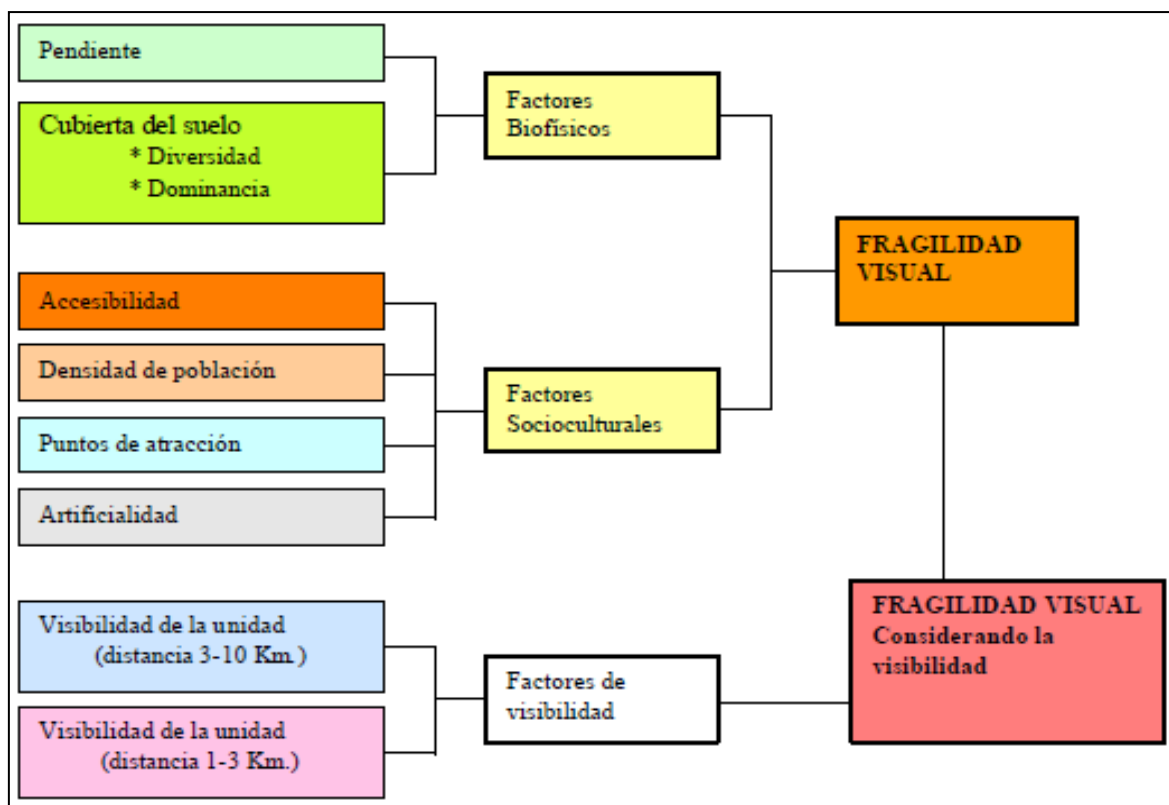 Pendiente
Cubierta del suelo
* Diversidad
* Dominancia
Factores
Biofísicos
FRAGILIDAD
VISUAL
Accesibilidad
Densidad de población
Puntos de atracción
Artificialidad
Factores
Socioculturales
Visibilidad de la unidad
(distancia 3-10 Km.)
Visibilidad de la unidad
(distancia 1-3 Km.)
Factores de
visibilidad
FRAGILIDAD VISUAL
Considerando la
visibilidad